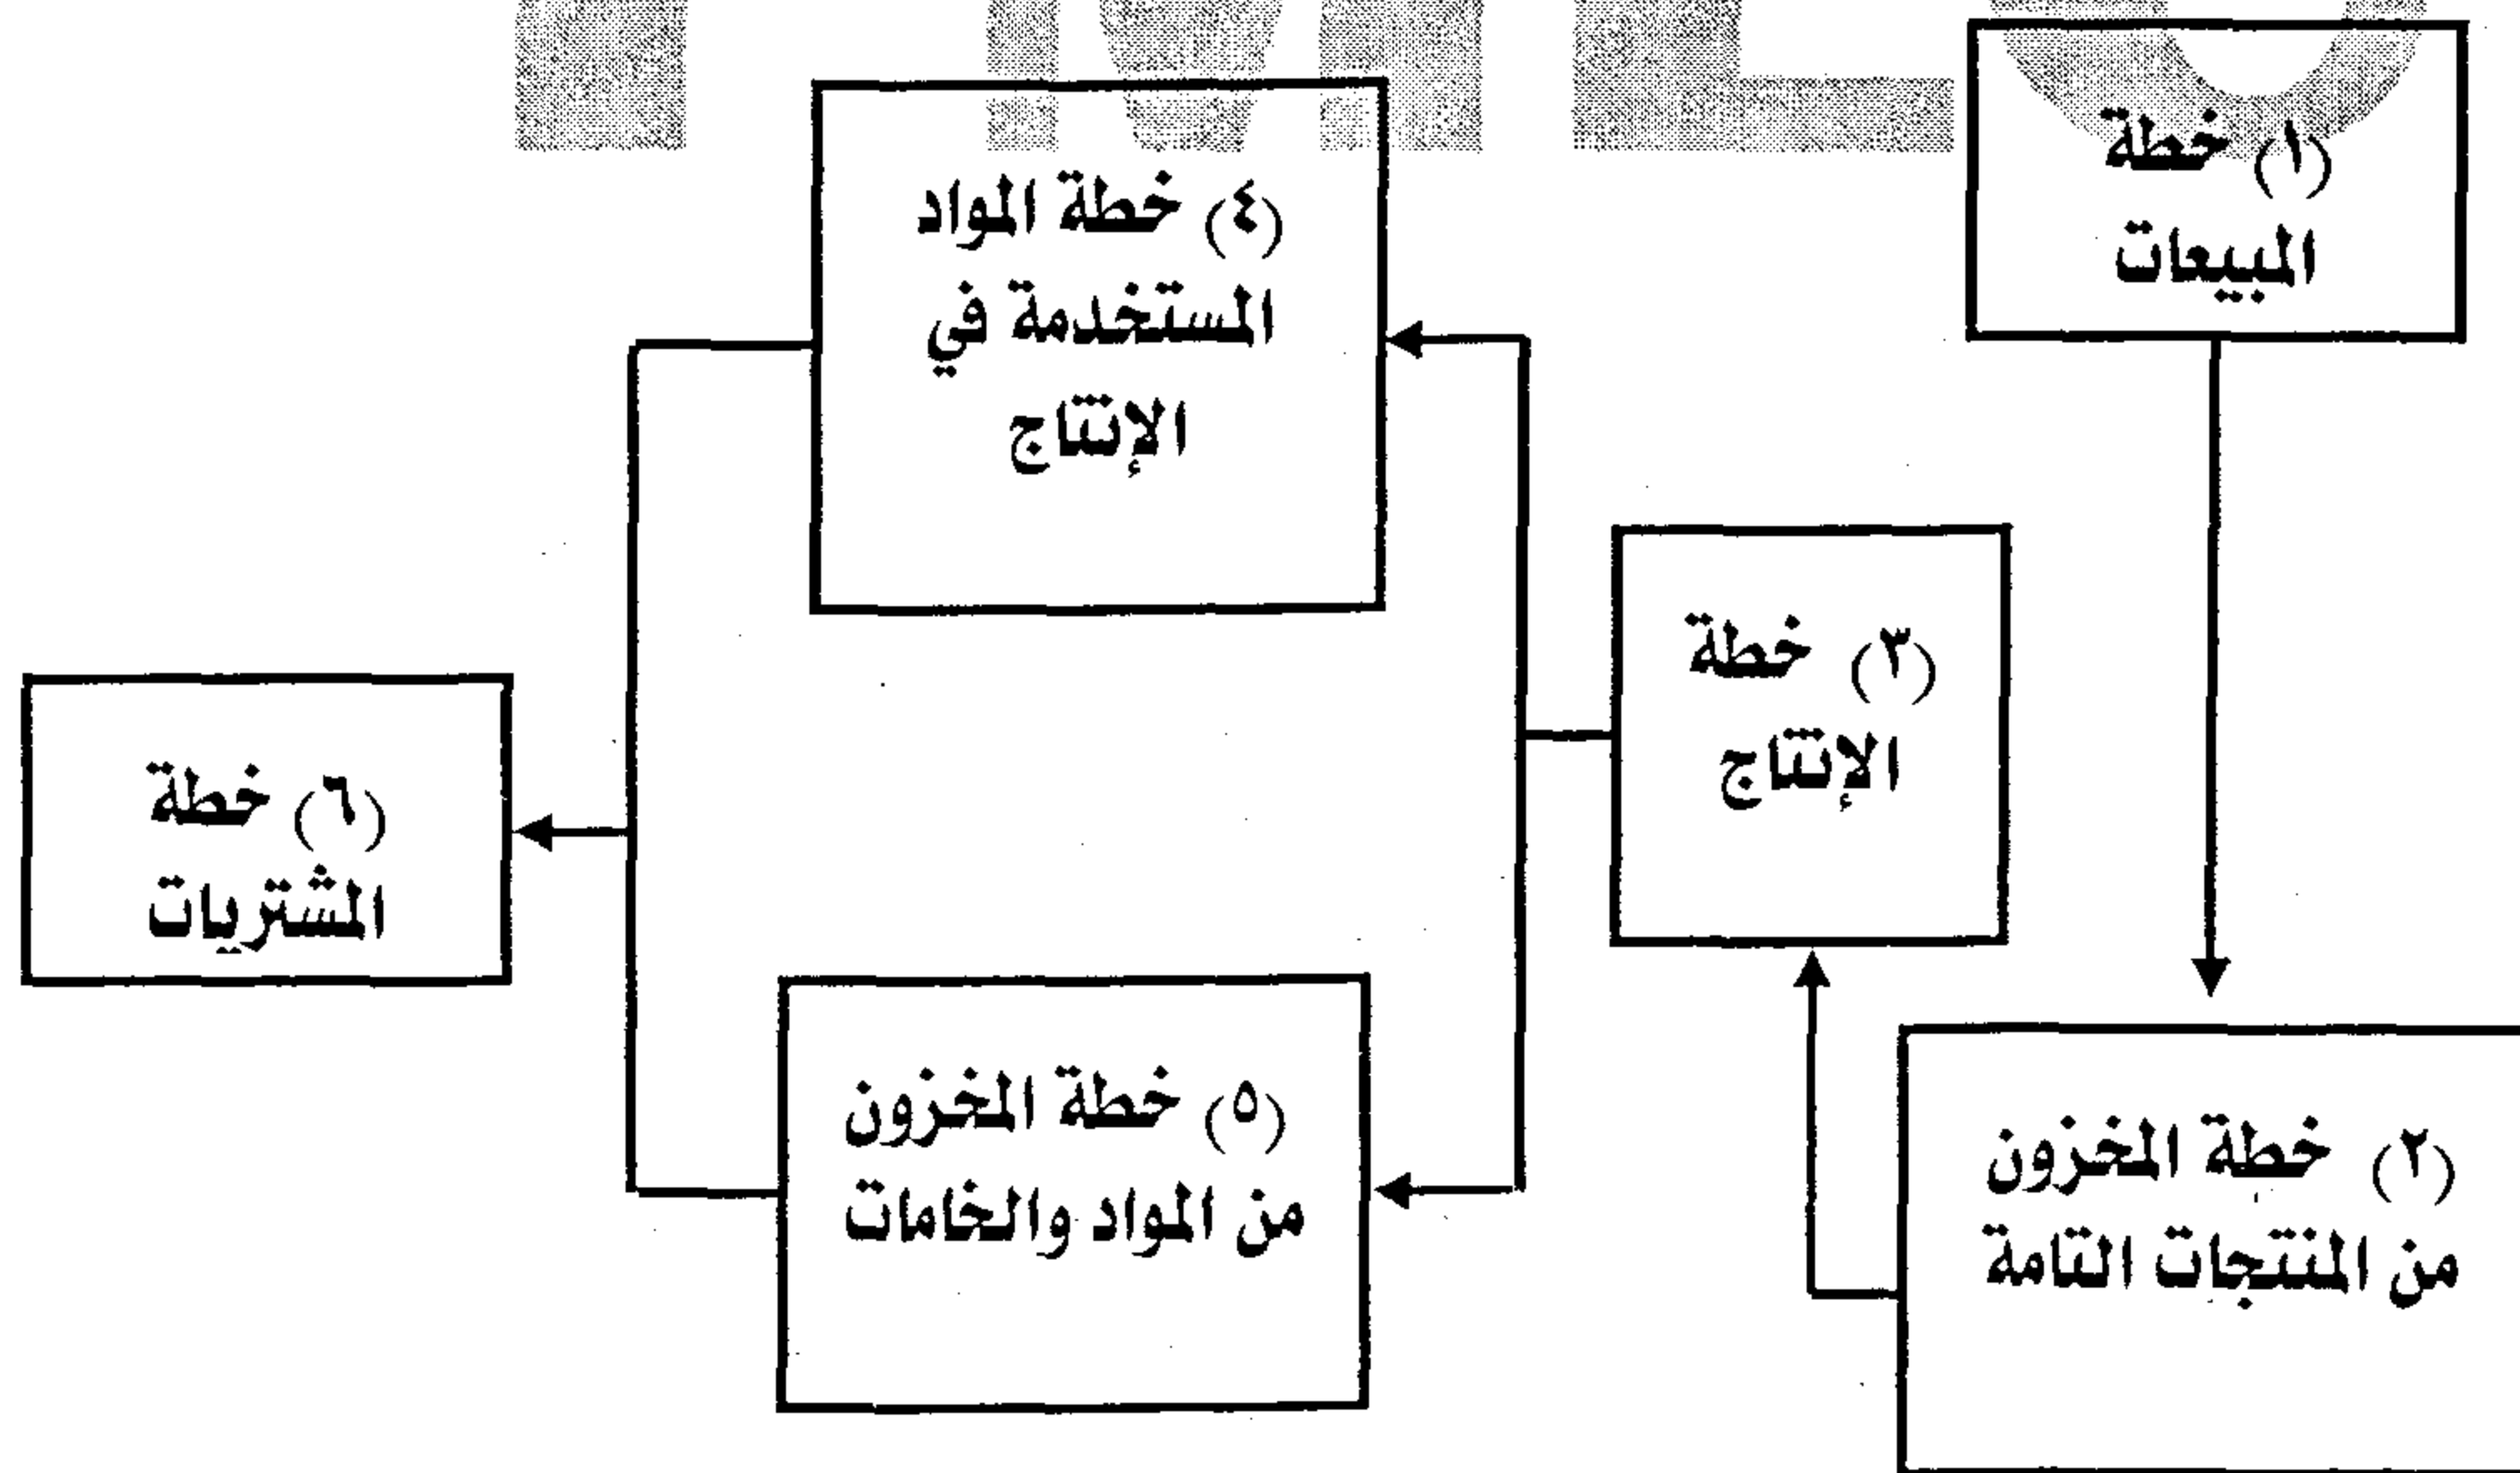 (١) خطة
المبيعات
(٢) خطة المخزون
من المنتجات التامة
(٣) خطة
الإنتاج
(٤) خطة المواد
المستخدمة في
الإنتاج
(٥) خطة المخزون
من المواد والخامات
(٦) خطة
المشتريات